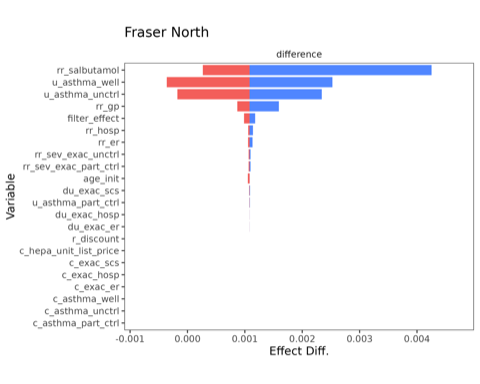 Fraser North
difference
rr_salbutamol
u_asthma_well
u_asthma_unctrl
rr_gp
filter_effect
rr_hosp
rr_er
rr_sev_exac_unctrl
rr_sev_exac_part_ctrl
age_init
du_exac_scs
u_asthma_part_ctrl
du_exac_hosp
du_exac_er
r_discount
c_hepa_unit_list_price
c_exac_scs
c_exac_hosp
c_exac_er
c_asthma_well
c_asthma_unctrl
c_asthma_part_ctrl
Variable
-0.001 0.000 0.001 0.002 0.003 0.004
Effect Diff.